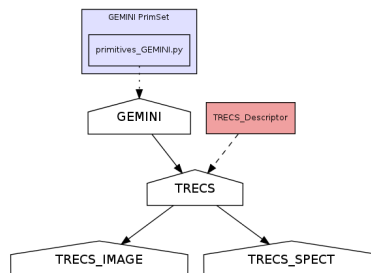 GEMINI PrimSet
primitives_GEMINI.py
GEMINI
TRECS_Descriptor
TRECS
TRECS_IMAGE
TRECS_SPECT